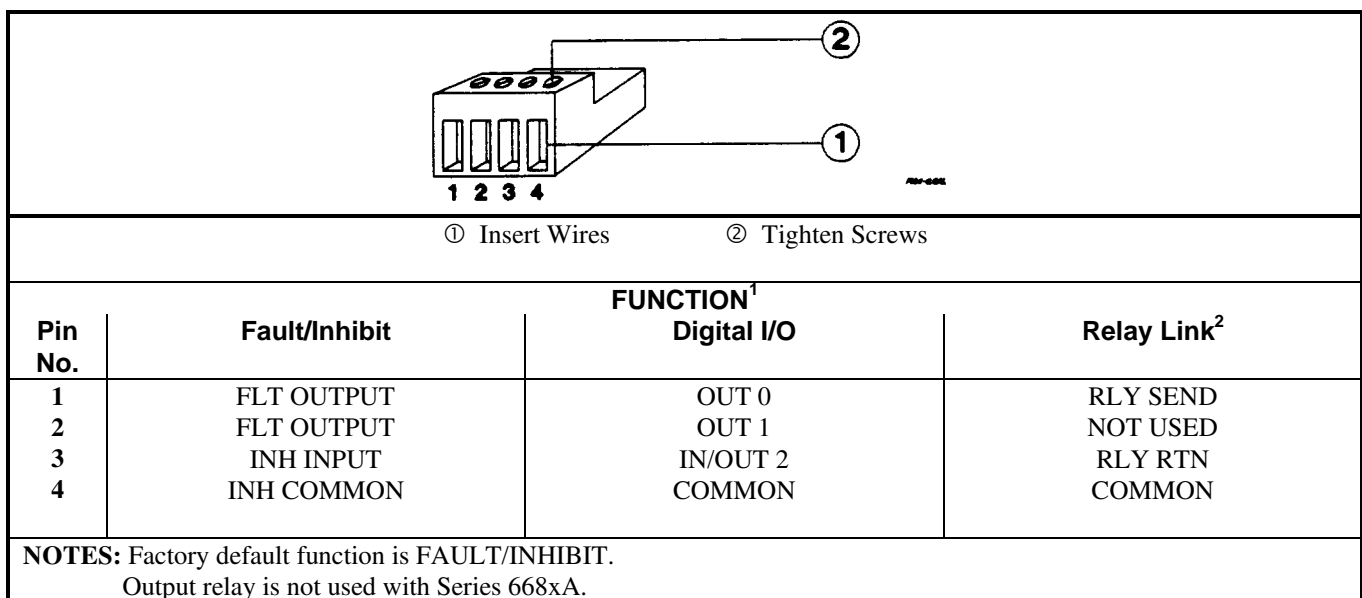 2
1
1 2 3 4
① Insert Wires ② Tighten Screws
FUNCTION1
Pin No. Fault/Inhibit Digital I/O Relay Link2
1 FLT OUTPUT OUT 0 RLY SEND
2 FLT OUTPUT OUT 1 NOT USED
3 INH INPUT IN/OUT 2 RLY RTN
4 INH COMMON COMMON COMMON
NOTES: Factory default function is FAULT/INHIBIT.
Output relay is not used with Series 668xA.